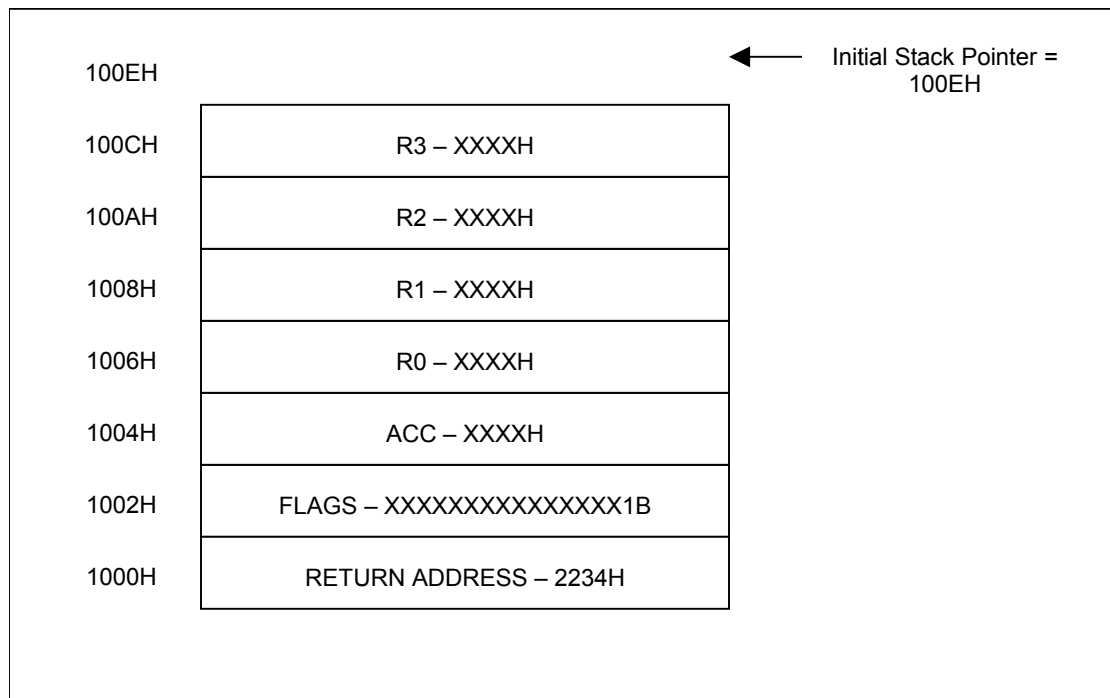 Initial Stack Pointer =
100EH
100EH
100CH
R3 – XXXXH
100AH
R2 – XXXXH
1008H
R1 – XXXXH
1006H
R0 – XXXXH
1004H
ACC – XXXXH
1002H
FLAGS – XXXXXXXXXXXXXXX1B
1000H
RETURN ADDRESS – 2234H